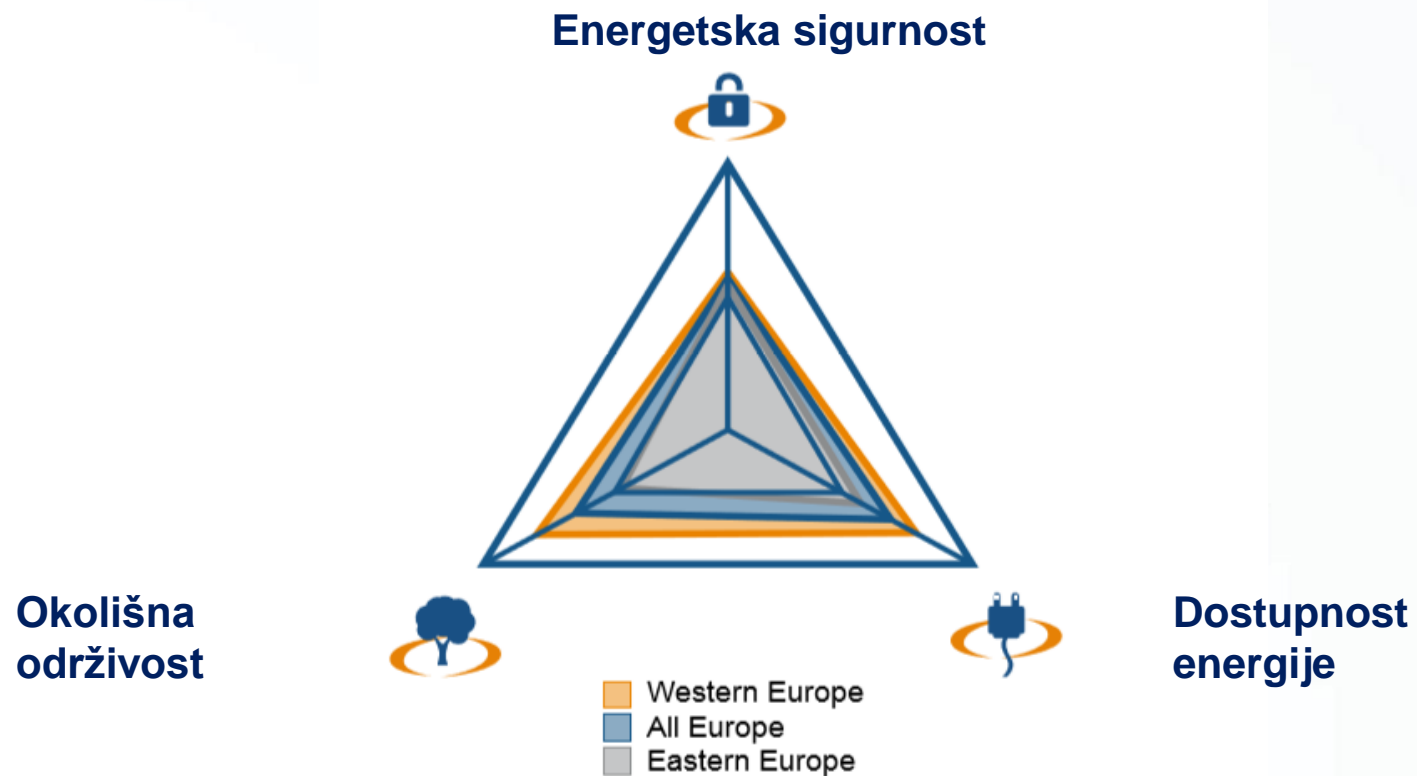 Energetska sigurnost
Okolišna
održivost
Dostupnost
energije
Western Europe
All Europe
Eastern Europe